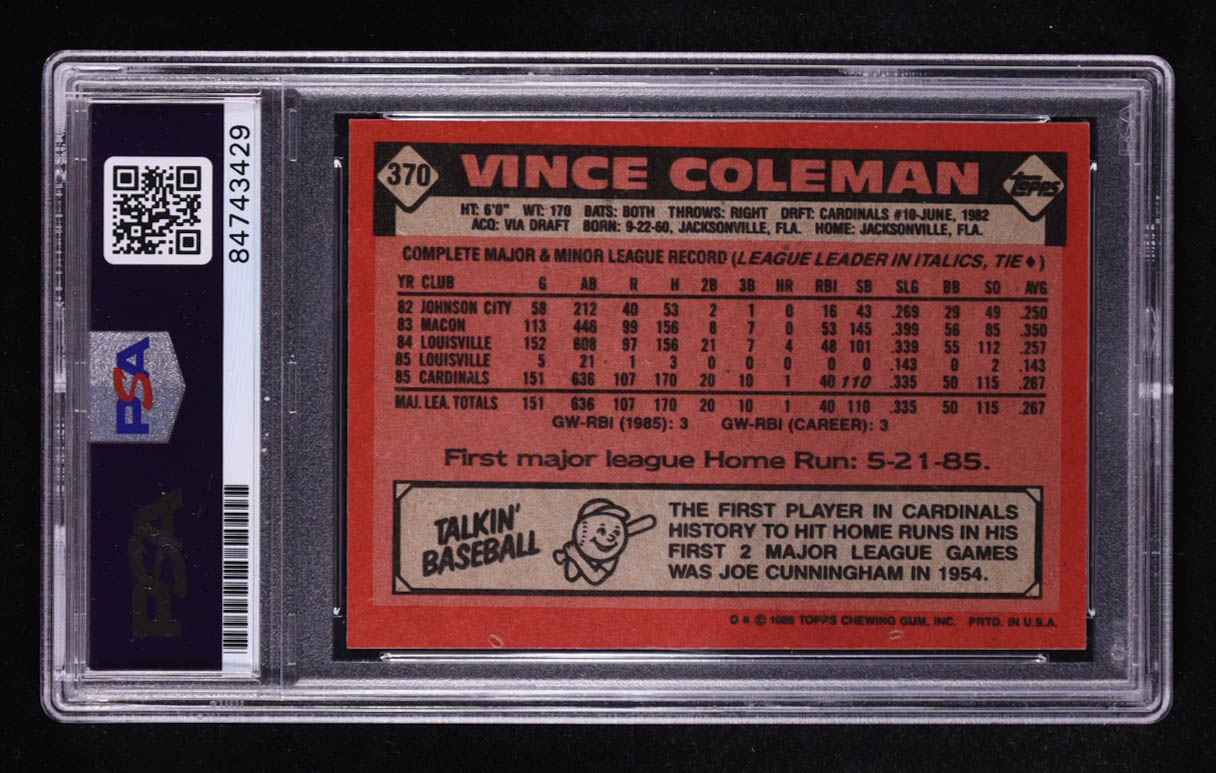 84743429
PSA
PSA
370 VINCE COLEMAN topps
HT: 6'0" WT: 170 BATS: BOTH THROWS: RIGHT DRFT: CARDINALS #10-JUNE, 1982
ACQ: VIA DRAFT BORN: 9-22-60, JACKSONVILLE, FLA. HOME: JACKSONVILLE, FLA.
COMPLETE MAJOR & MINOR LEAGUE RECORD (LEAGUE LEADER IN ITALICS, TIE ♦)
YR CLUB G AB R H 2B 3B HR RBI SB SLG BB SO AVG
82 JOHNSON CITY 58 212 40 53 2 1 0 16 43 .269 29 49 .250
83 MACON 113 446 99 156 8 7 0 53 145 .399 56 85 .350
84 LOUISVILLE 152 608 97 156 21 7 4 48 101 .339 55 112 .257
85 LOUISVILLE 5 21 1 3 0 0 0 0 0 .143 0 2 .143
85 CARDINALS 151 636 107 170 20 10 1 40 110 .335 50 115 .267
MAJ. LEA. TOTALS 151 636 107 170 20 10 1 40 110 .335 50 115 .267
GW-RBI (1985): 3 GW-RBI (CAREER): 3
First major league Home Run: 5-21-85.
TALKIN'
BASEBALL
THE FIRST PLAYER IN CARDINALS
HISTORY TO HIT HOME RUNS IN HIS
FIRST 2 MAJOR LEAGUE GAMES
WAS JOE CUNNINGHAM IN 1954.
D * © 1986 TOPPS CHEWING GUM, INC. PRTD. IN U.S.A.